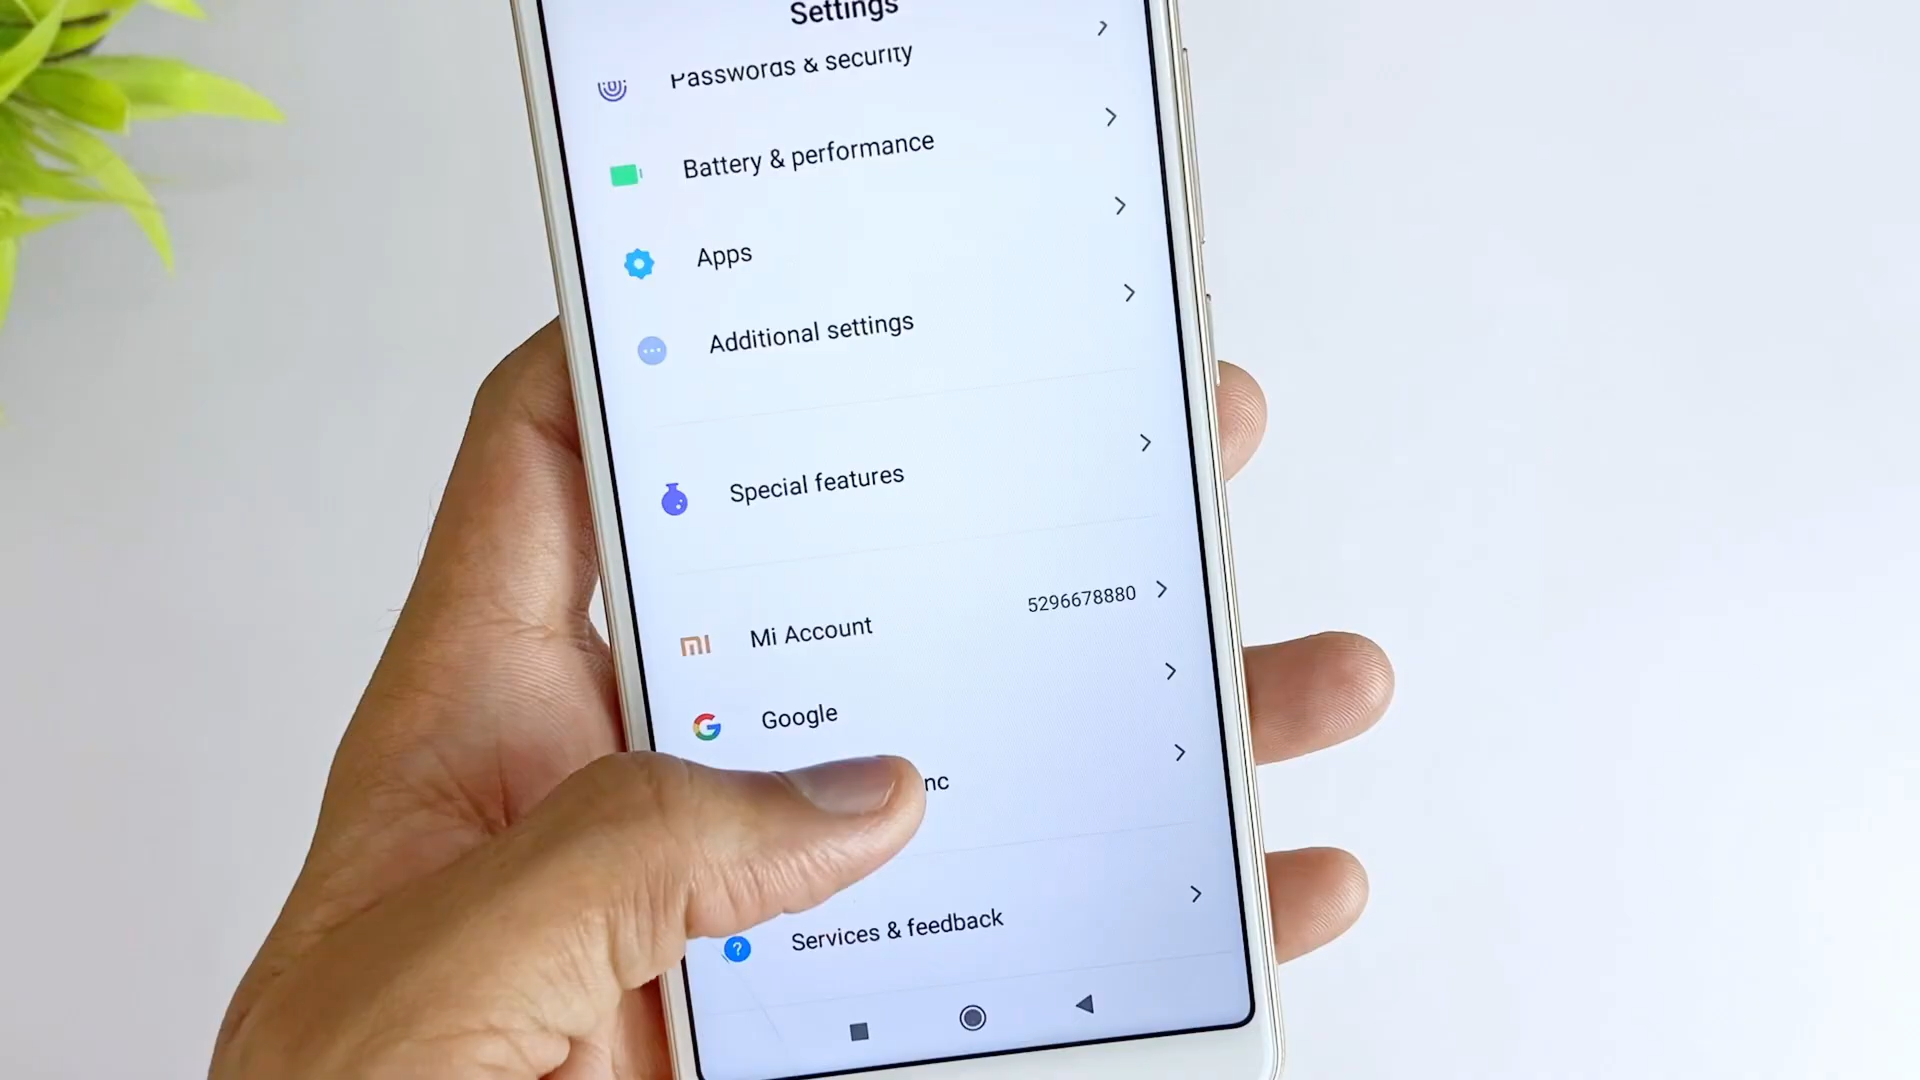 Settings
Passwords & security
Battery & performance
Apps
Additional settings
Special features
Mi Account 5296678880
Google
nc
Services & feedback